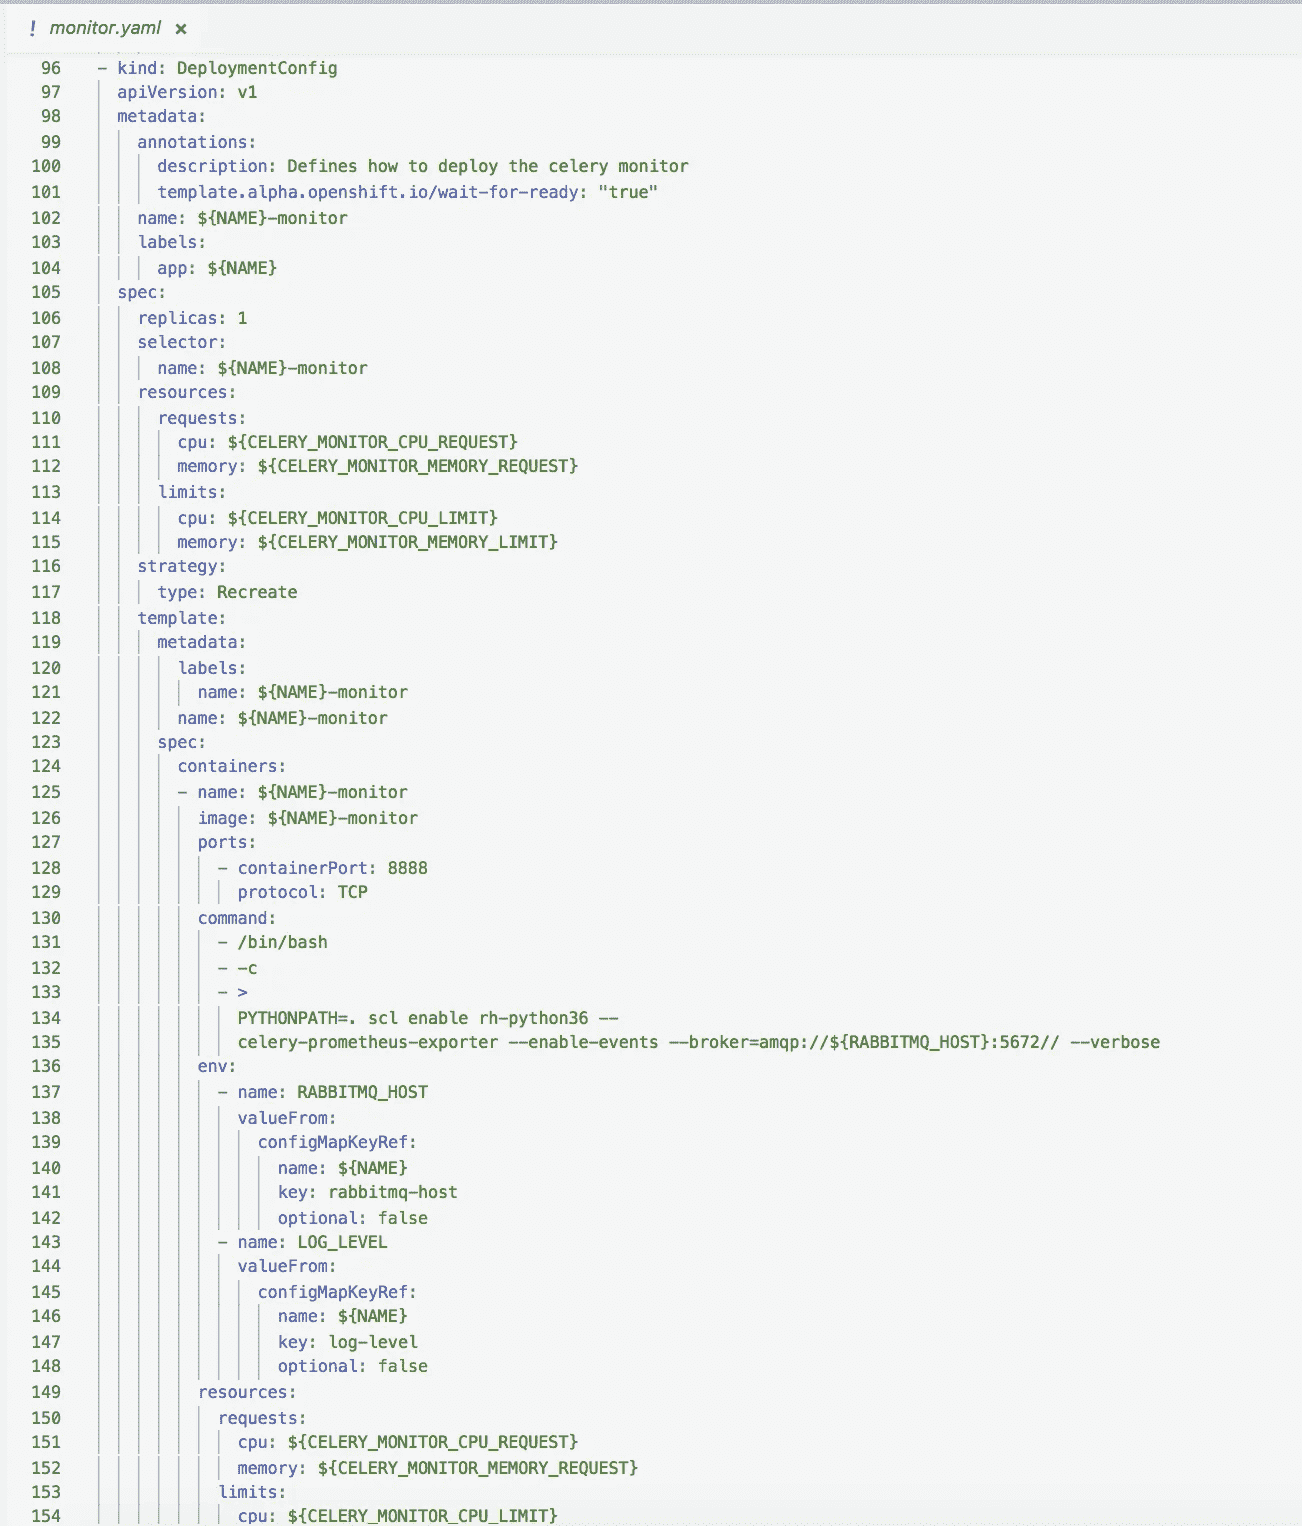 ! monitor.yaml ×
96 - kind: DeploymentConfig
97 apiVersion: v1
98 metadata:
99 annotations:
100 description: Defines how to deploy the celery monitor
101 template.alpha.openshift.io/wait-for-ready: "true"
102 name: ${NAME}-monitor
103 labels:
104 app: ${NAME}
105 spec:
106 replicas: 1
107 selector:
108 name: ${NAME}-monitor
109 resources:
110 requests:
111 cpu: ${CELERY_MONITOR_CPU_REQUEST}
112 memory: ${CELERY_MONITOR_MEMORY_REQUEST}
113 limits:
114 cpu: ${CELERY_MONITOR_CPU_LIMIT}
115 memory: ${CELERY_MONITOR_MEMORY_LIMIT}
116 strategy:
117 type: Recreate
118 template:
119 metadata:
120 labels:
121 name: ${NAME}-monitor
122 name: ${NAME}-monitor
123 spec:
124 containers:
125 - name: ${NAME}-monitor
126 image: ${NAME}-monitor
127 ports:
128 - containerPort: 8888
129 protocol: TCP
130 command:
131 - /bin/bash
132 - -c
133 - >
134 PYTHONPATH=. scl enable rh-python36 --
135 celery-prometheus-exporter --enable-events --broker=amqp://${RABBITMQ_HOST}:5672// --verbose
136 env:
137 - name: RABBITMQ_HOST
138 valueFrom:
139 configMapKeyRef:
140 name: ${NAME}
141 key: rabbitmq-host
142 optional: false
143 - name: LOG_LEVEL
144 valueFrom:
145 configMapKeyRef:
146 name: ${NAME}
147 key: log-level
148 optional: false
149 resources:
150 requests:
151 cpu: ${CELERY_MONITOR_CPU_REQUEST}
152 memory: ${CELERY_MONITOR_MEMORY_REQUEST}
153 limits:
154 cpu: ${CELERY_MONITOR_CPU_LIMIT}